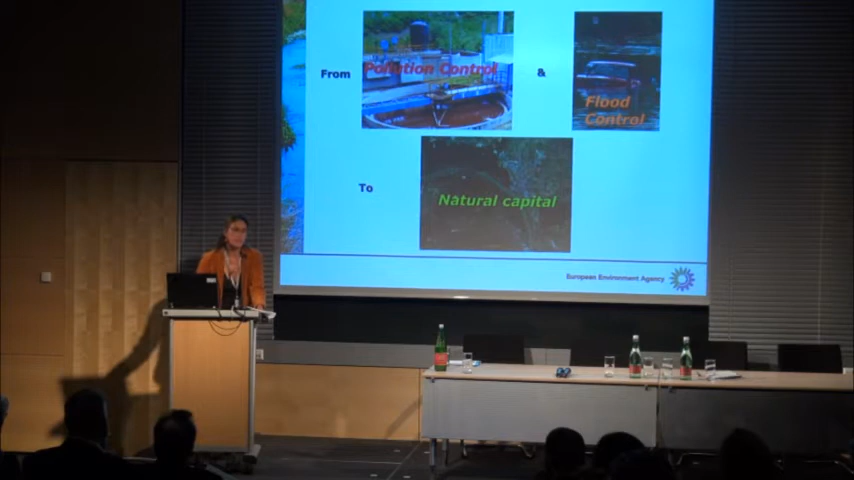 From
Pollution Control
&
Flood
Control
To
Natural capital
European Environment Agency